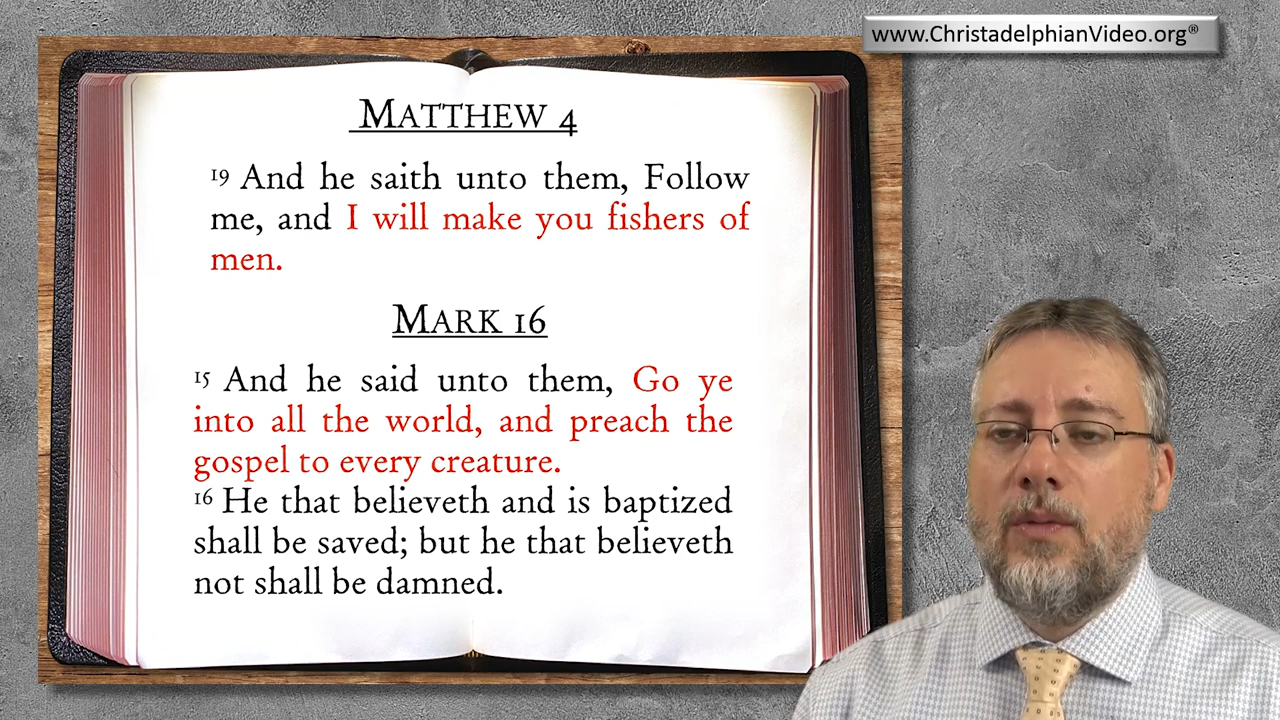 www.ChristadelphianVideo.org®
MATTHEW 4
19 And he saith unto them, Follow
me, and I will make you fishers of
men.
MARK 16
15 And he said unto them, Go ye
into all the world, and preach the
gospel to every creature.
16 He that believeth and is baptized
shall be saved; but he that believeth
not shall be damned.